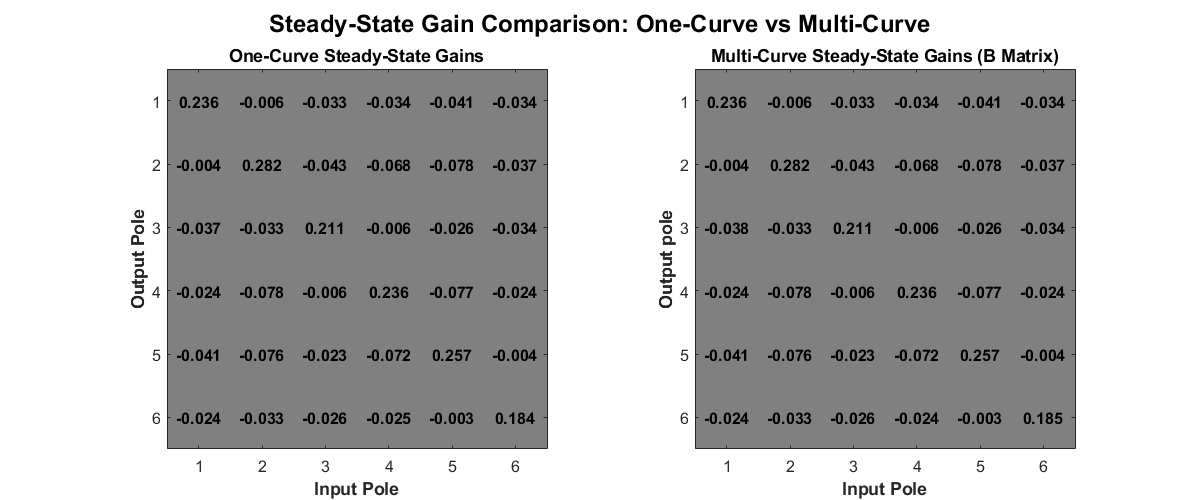 Steady-State Gain Comparison: One-Curve vs Multi-Curve
One-Curve Steady-State Gains
Output Pole
1 0.236 -0.006 -0.033 -0.034 -0.041 -0.034
2 -0.004 0.282 -0.043 -0.068 -0.078 -0.037
3 -0.037 -0.033 0.211 -0.006 -0.026 -0.034
4 -0.024 -0.078 -0.006 0.236 -0.077 -0.024
5 -0.041 -0.076 -0.023 -0.072 0.257 -0.004
6 -0.024 -0.033 -0.026 -0.025 -0.003 0.184
1 2 3 4 5 6
Input Pole
Multi-Curve Steady-State Gains (B Matrix)
Output pole
1 0.236 -0.006 -0.033 -0.034 -0.041 -0.034
2 -0.004 0.282 -0.043 -0.068 -0.078 -0.037
3 -0.038 -0.033 0.211 -0.006 -0.026 -0.034
4 -0.024 -0.078 -0.006 0.236 -0.077 -0.024
5 -0.041 -0.076 -0.023 -0.072 0.257 -0.004
6 -0.024 -0.033 -0.026 -0.024 -0.003 0.185
1 2 3 4 5 6
Input Pole